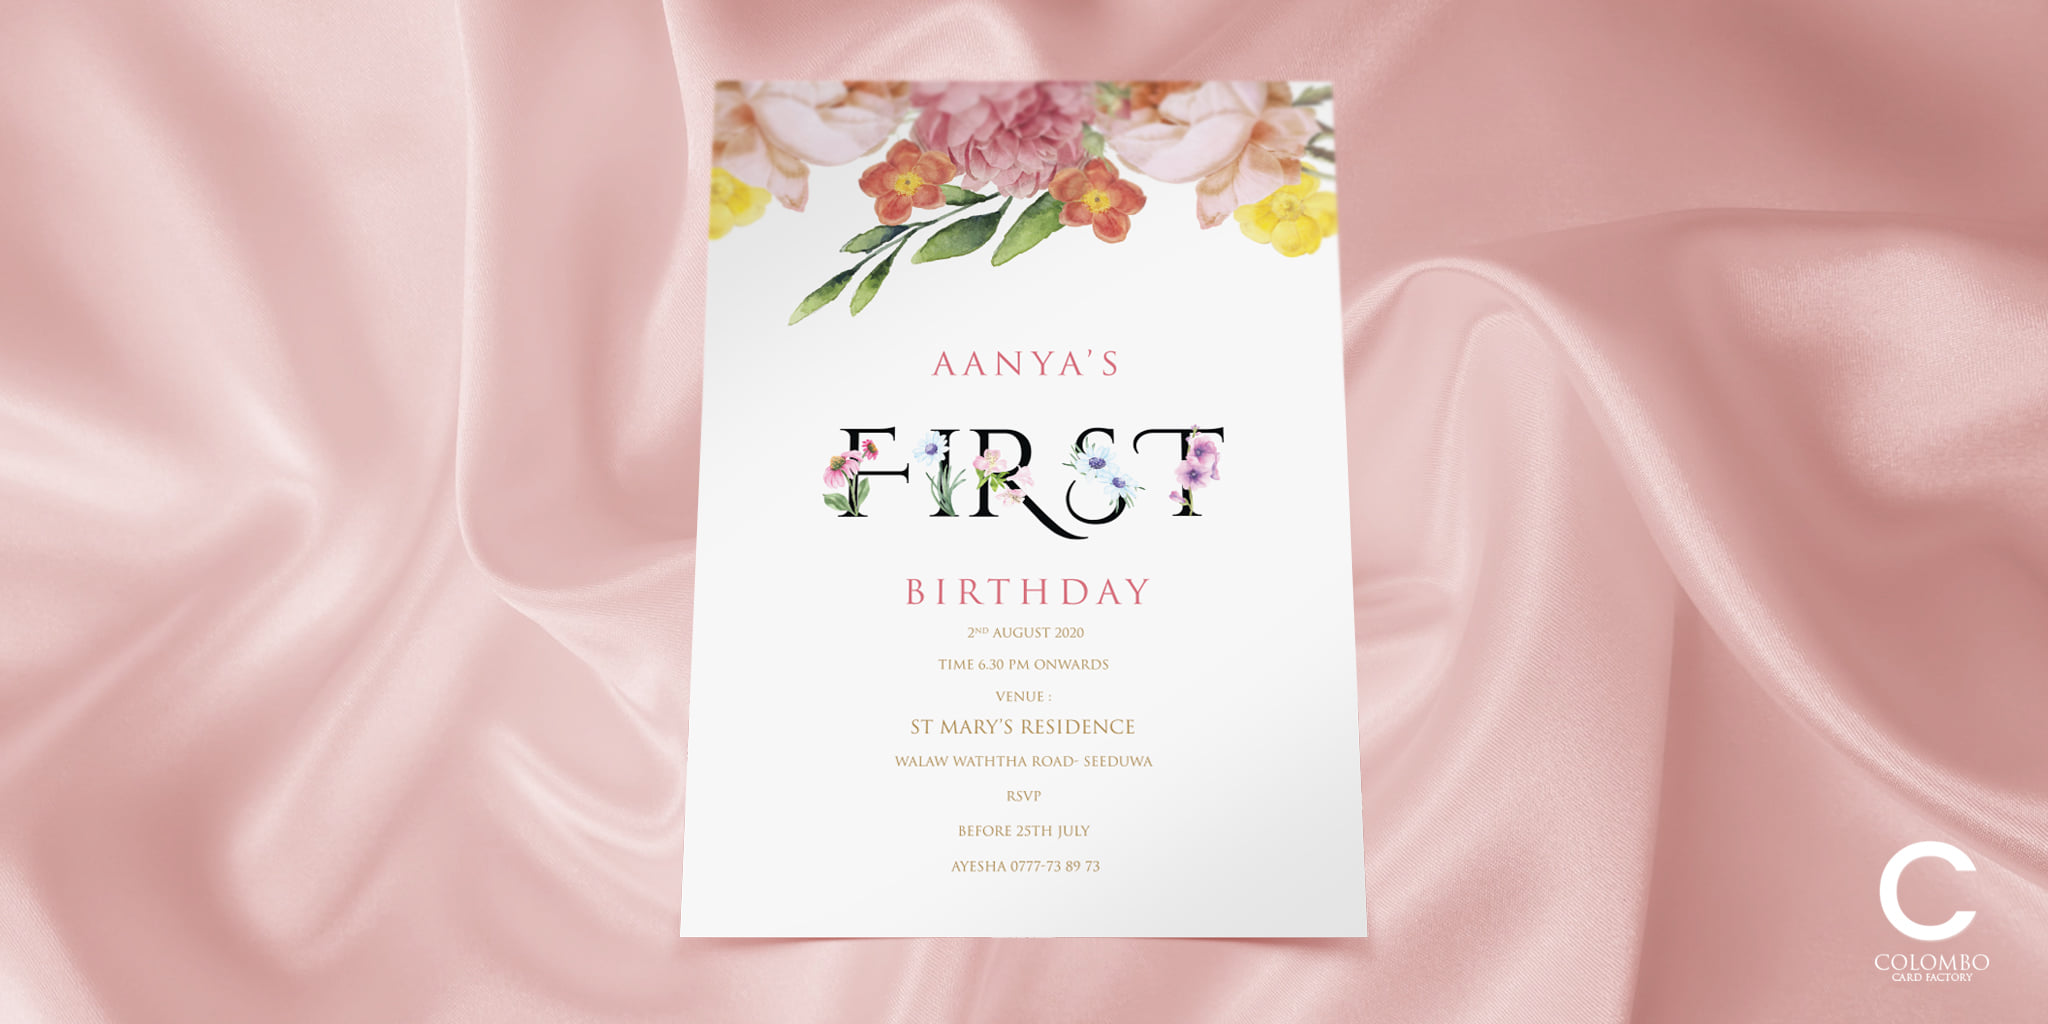 AANYA'S
FIRST
BIRTHDAY
2ND AUGUST 2020
TIME 6.30 PM ONWARDS
VENUE :
ST MARY'S RESIDENCE
WALAW WATHTHA ROAD- SEEDUWA
RSVP
BEFORE 25TH JULY
AYESHA 0777-73 89 73
C
COLOMBO
CARD FACTORY